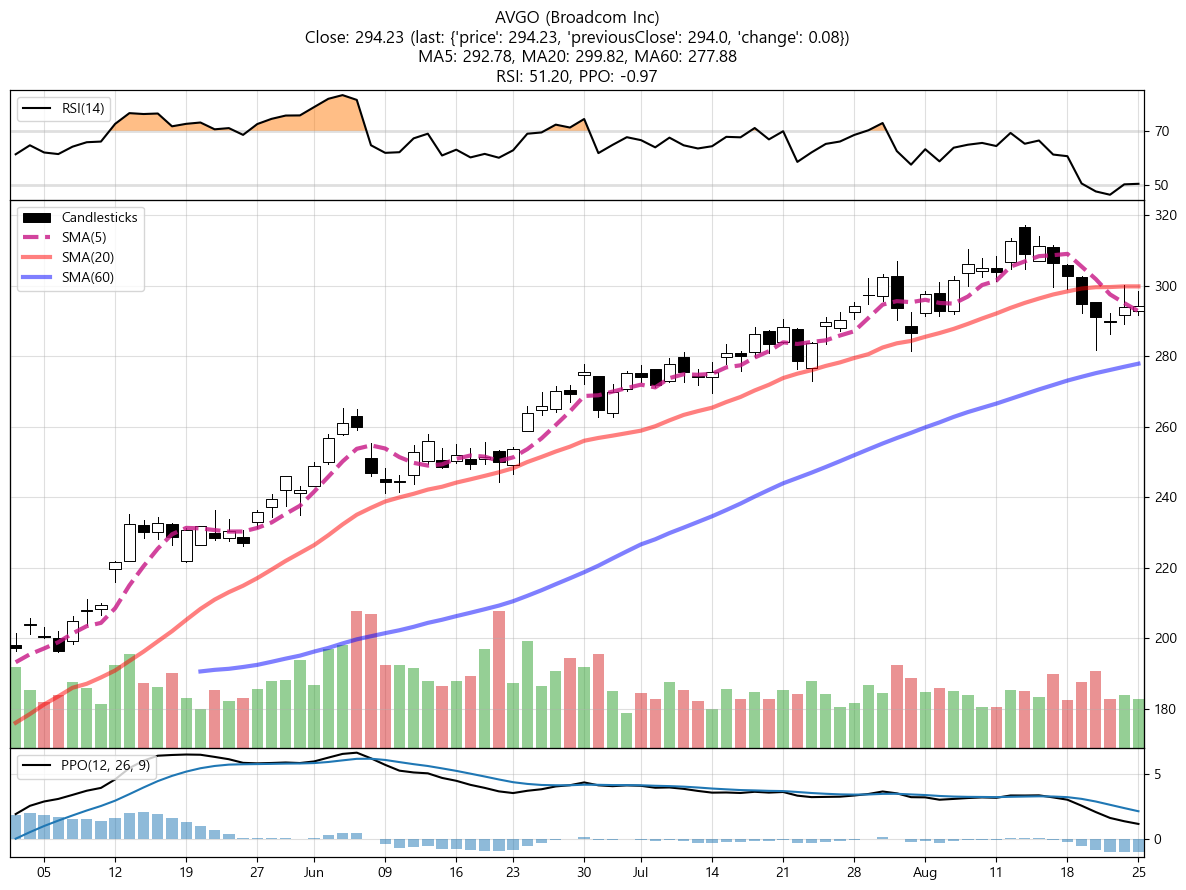 AVGO (Broadcom Inc)
Close: 294.23 (last: {'price': 294.23, 'previousClose': 294.0, 'change': 0.08})
MA5: 292.78, MA20: 299.82, MA60: 277.88
RSI: 51.20, PPO: -0.97
RSI(14)
70
50
Candlesticks
SMA(5)
SMA(20)
SMA(60)
320
300
280
260
240
220
200
180
PPO(12, 26, 9)
5
0
05 12 19 27 Jun 09 16 23 30 Jul 14 21 28 Aug 11 18 25